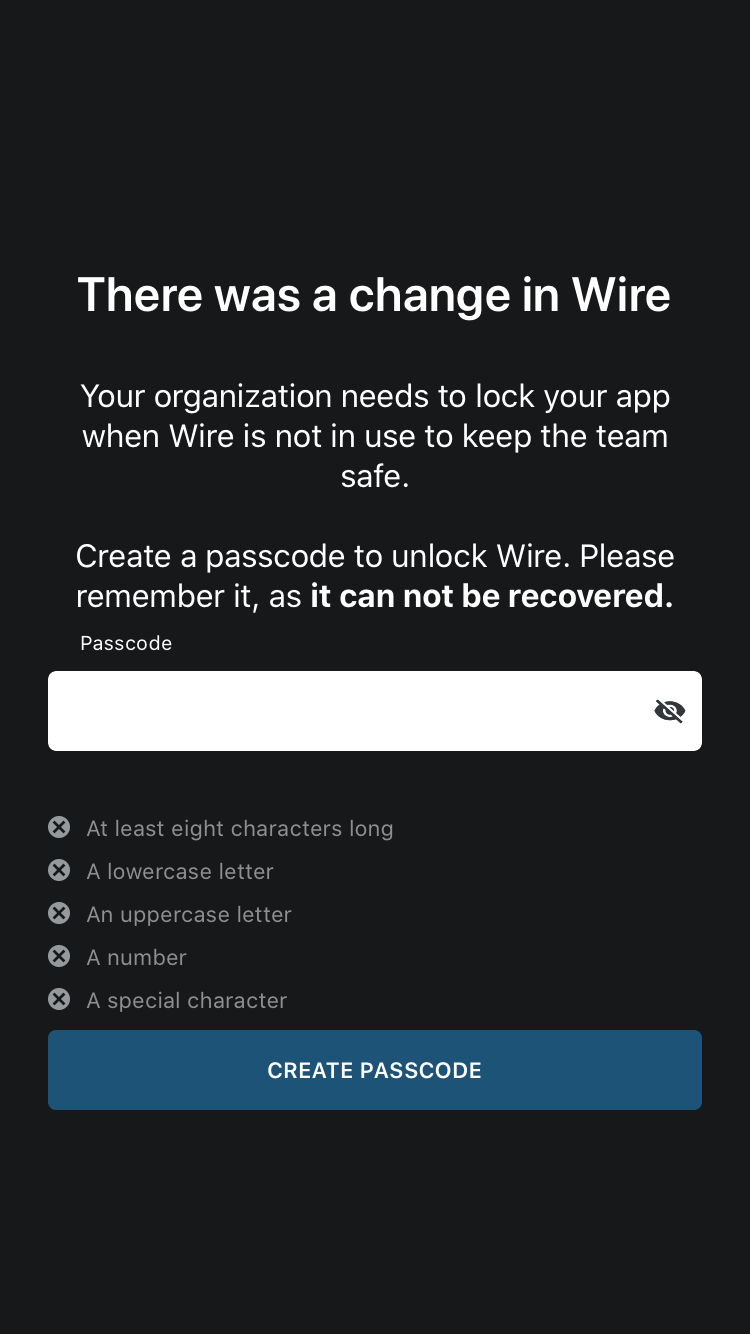 There was a change in Wire
Your organization needs to lock your app
when Wire is not in use to keep the team
safe.
Create a passcode to unlock Wire. Please
remember it, as it can not be recovered.
Passcode
At least eight characters long
A lowercase letter
An uppercase letter
A number
A special character
CREATE PASSCODE